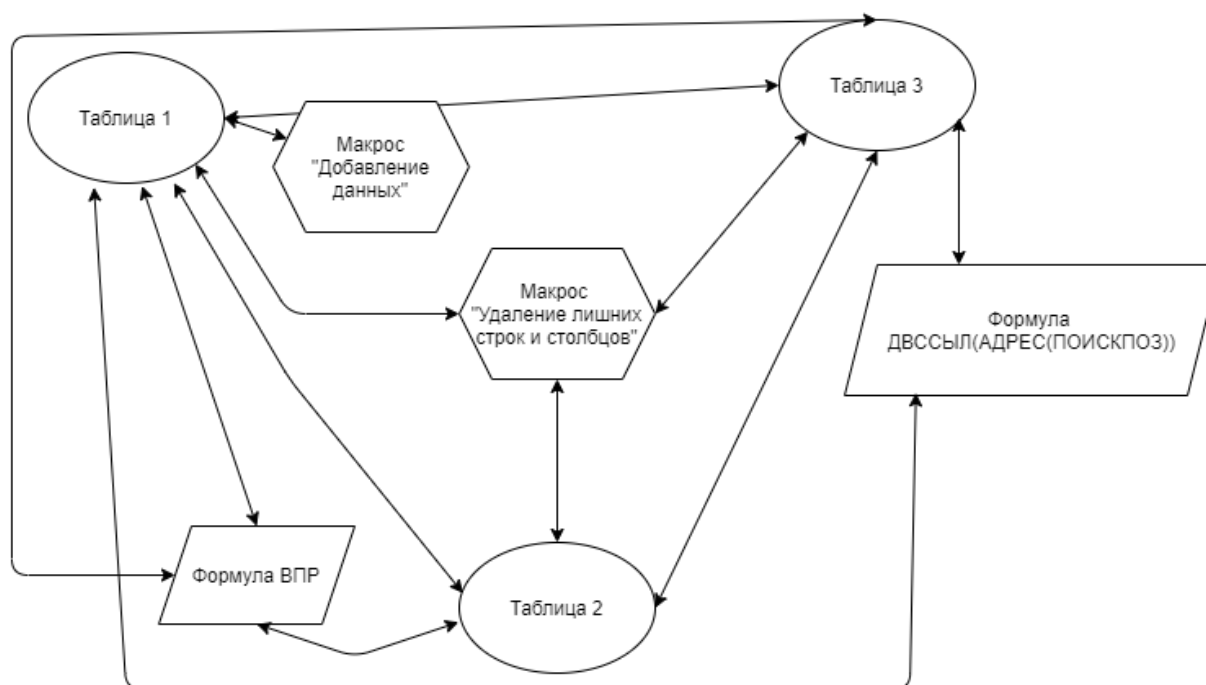 Таблица 1
Таблица 3
Макрос
"Добавление
данных"
Макрос
"Удаление лишних
строк и столбцов"
Формула
ДВССЫЛ(АДРЕС(ПОИСКПОЗ))
Формула ВПР
Таблица 2